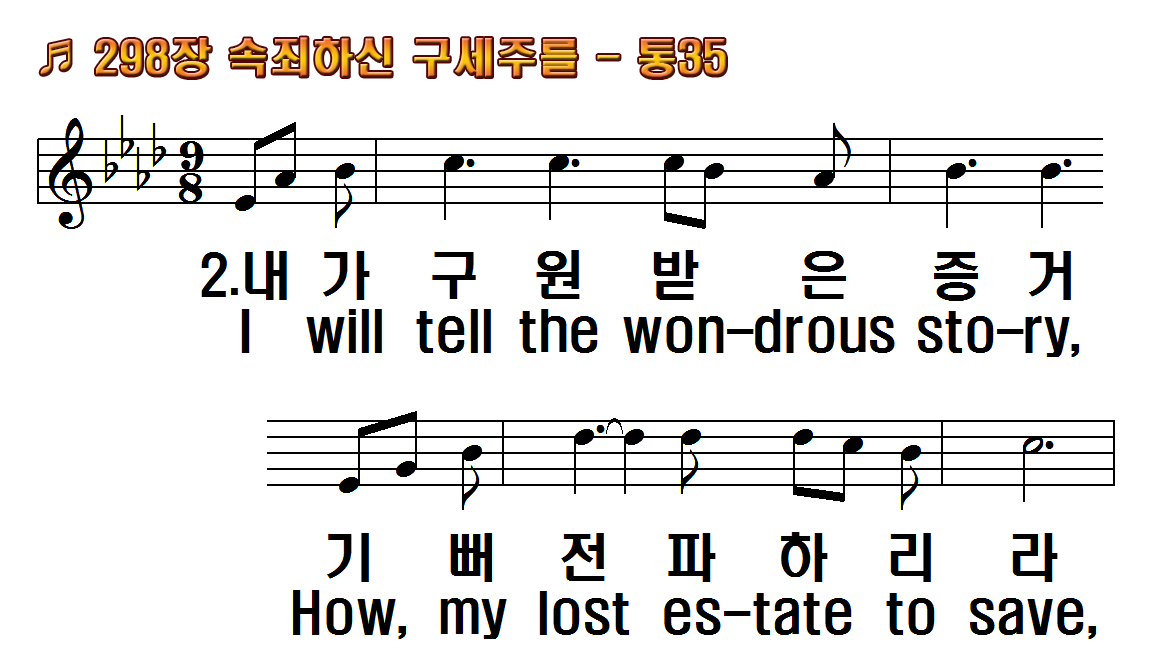 ♬ 298장 속죄하신 구세주를 - 통35
9
8
2.내 가 구 원 받 은 증 거
I will tell the won-drous sto-ry,
기 뻐 전 파 하 리 라
How, my lost es-tate to save,